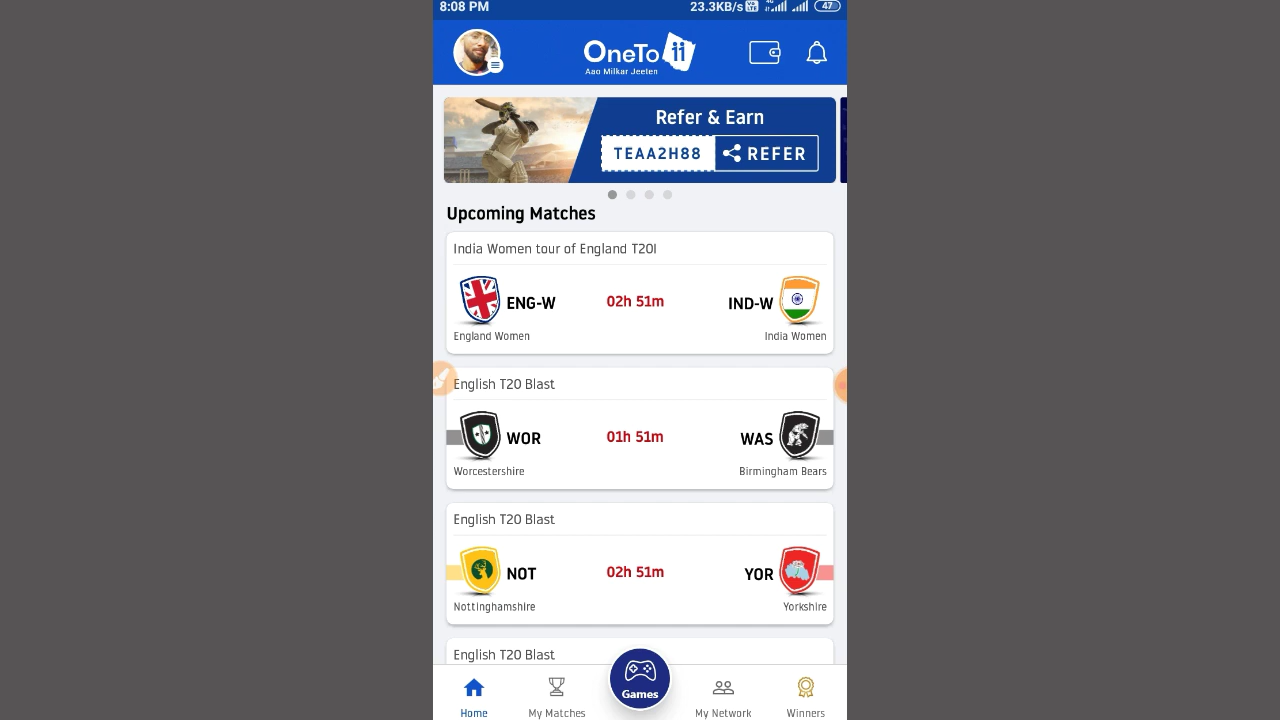 8:08 PM 23.3KB/s 4G 47
OneTo 11
Aao Milkar Jeeten
Refer & Earn
TEAA2H88 REFER
Upcoming Matches
India Women tour of England T20I
ENG-W 02h 51m IND-W
England Women India Women
English T20 Blast
WOR 01h 51m WAS
Worcestershire Birmingham Bears
English T20 Blast
NOT 02h 51m YOR
Nottinghamshire Yorkshire
English T20 Blast
Games
Home My Matches My Network Winners